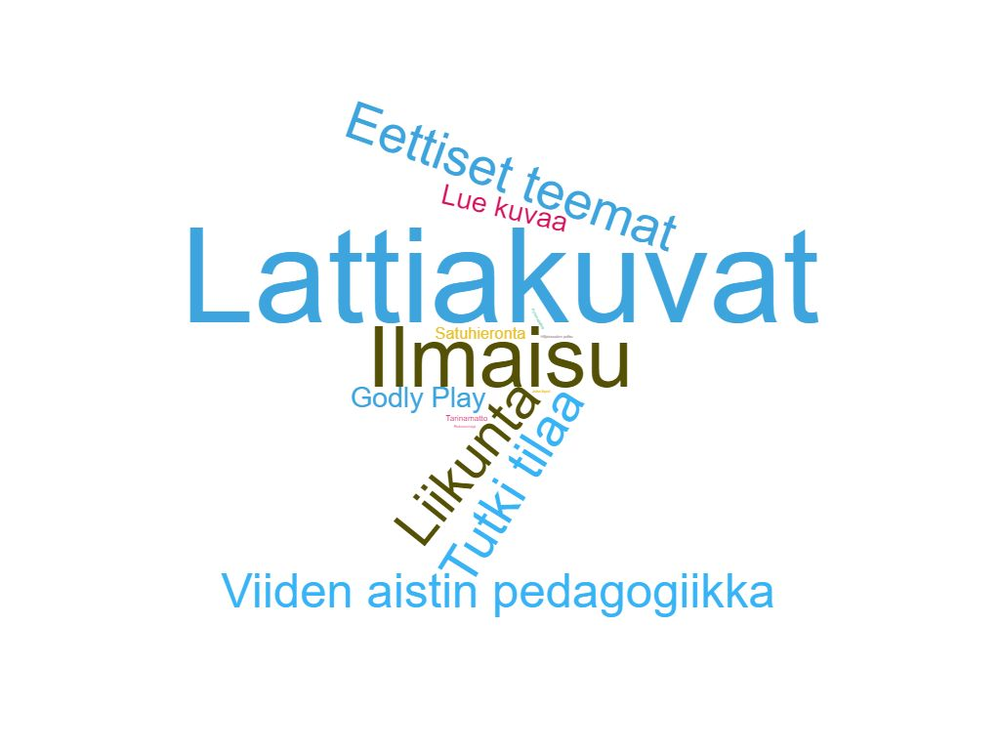 Eettiset teemat
Lue kuvaa
Lattiakuvat
Satuhieronta
Ilmaisu
Godly Play
Tarinamatto
Liikunta
Tutki tilaa
Viiden aistin pedagogiikka